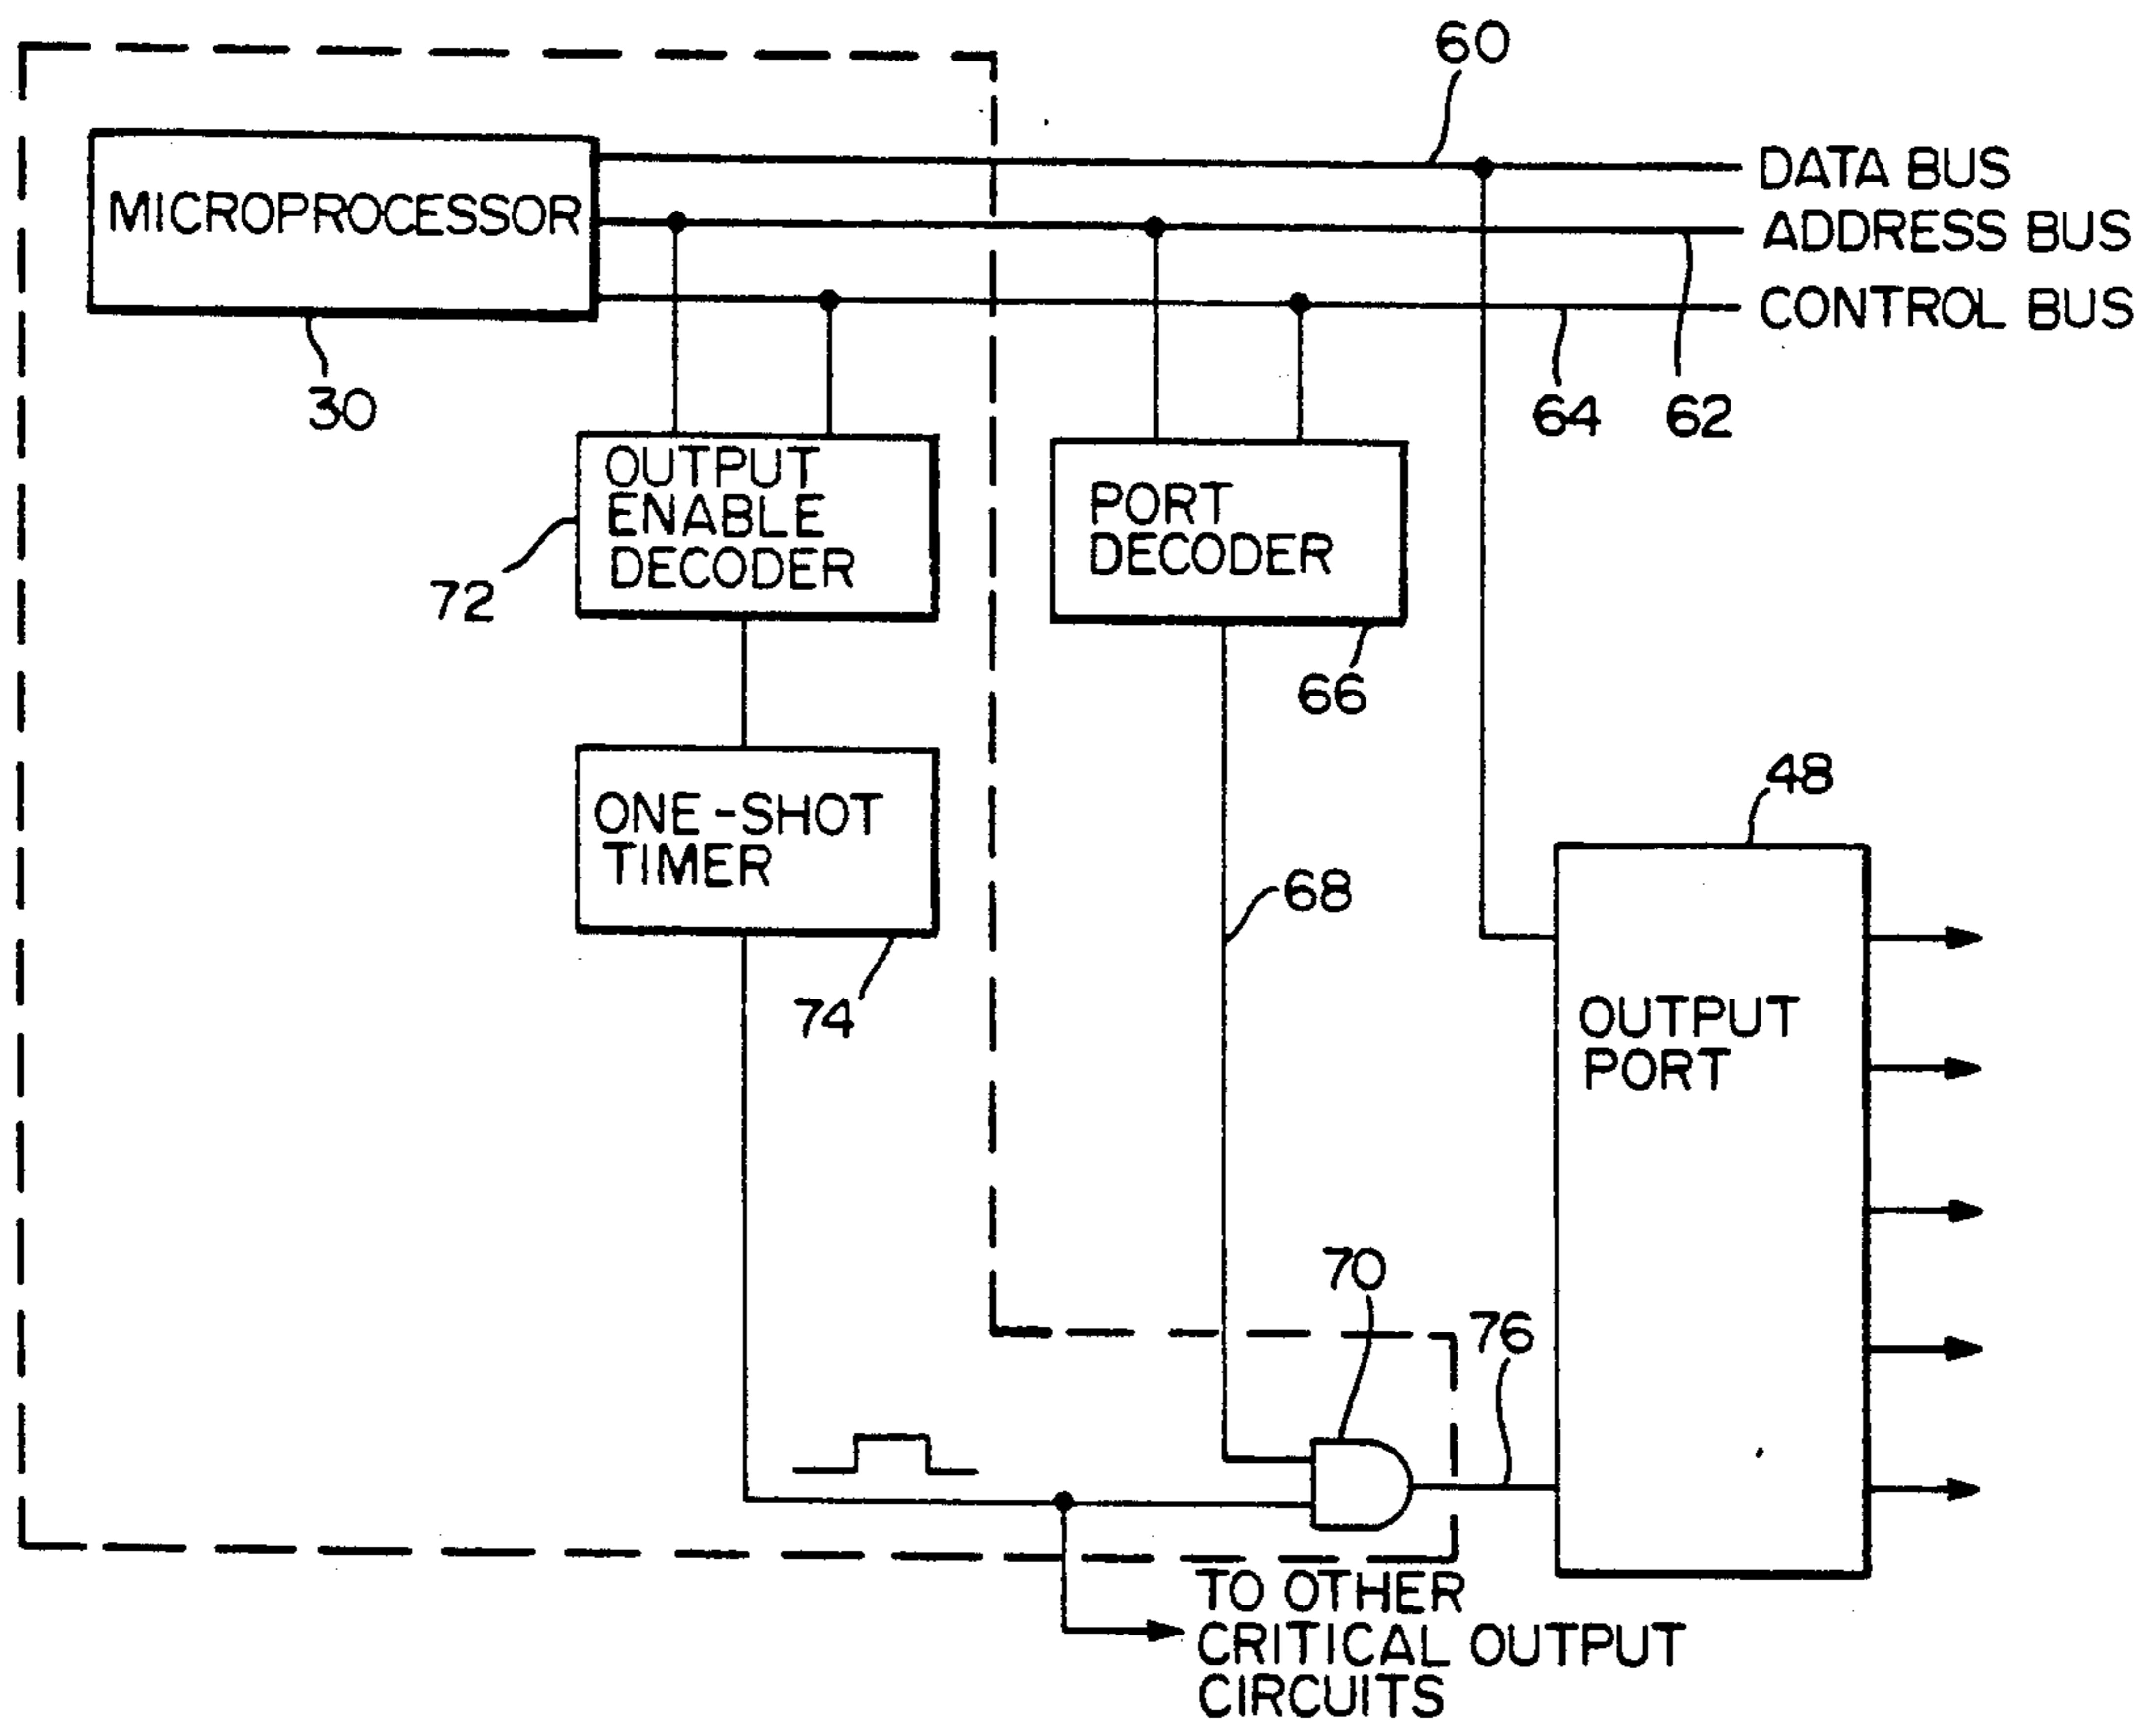 60
DATA BUS
MICROPROCESSOR
ADDRESS BUS
CONTROL BUS
30
64
62
OUTPUT
ENABLE
DECODER
PORT
DECODER
72
66
48
ONE-SHOT
TIMER
68
74
OUTPUT
PORT
70
76
TO OTHER
CRITICAL OUTPUT
CIRCUITS